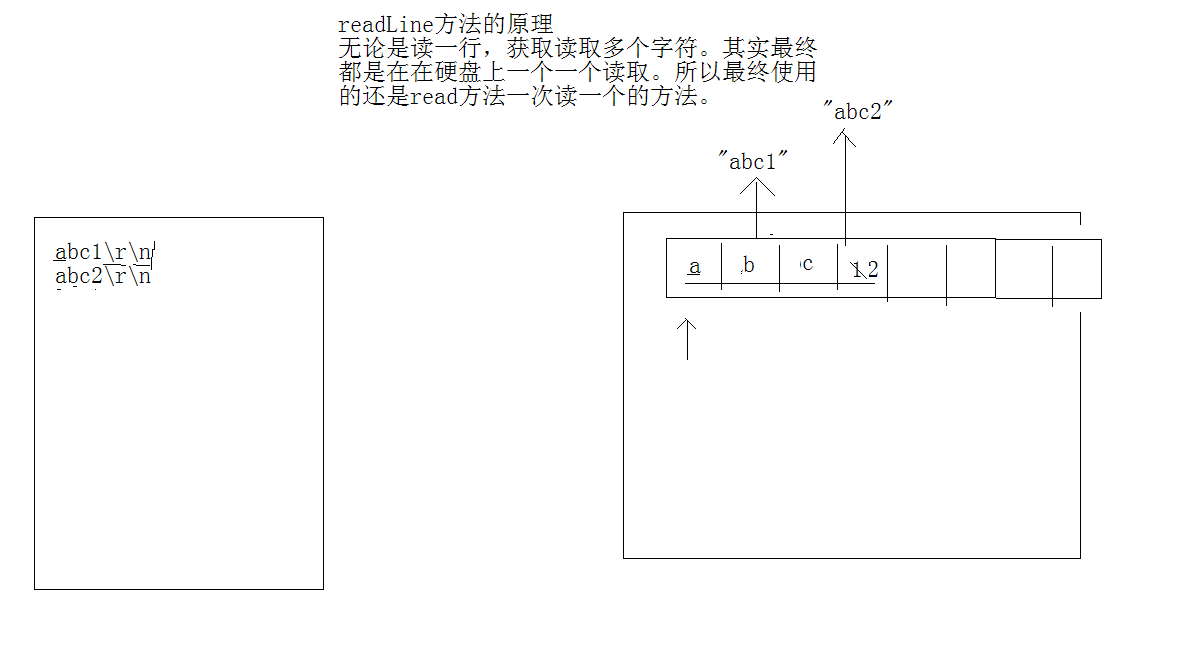 readLine方法的原理
无论是读一行，获取读取多个字符。其实最终
都是在在硬盘上一个一个读取。所以最终使用
的还是read方法一次读一个的方法。
"abc2"
"abc1"
abc1\r\n
abc2\r\n
a b c 1 2